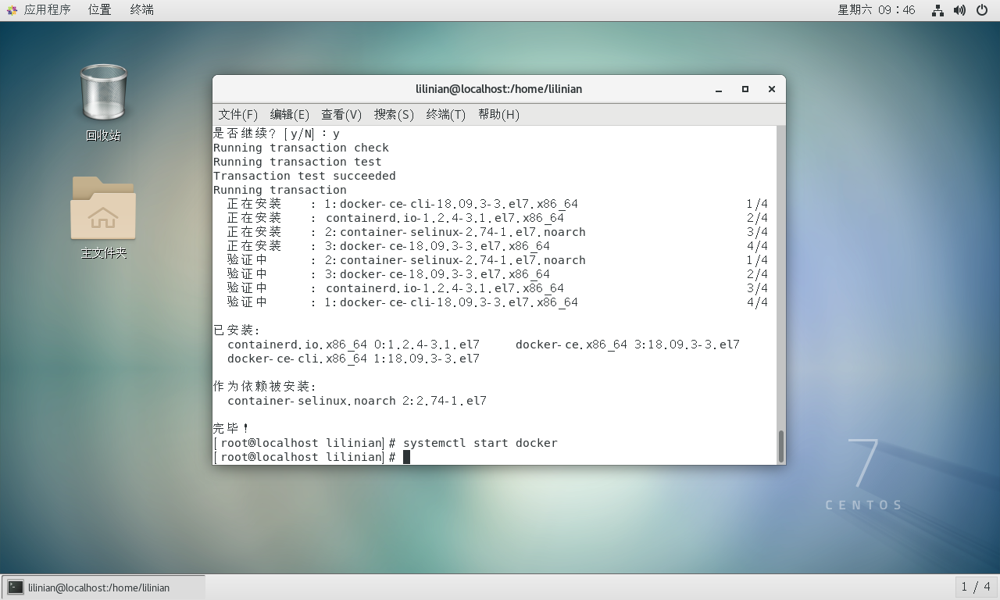 应用程序 位置 终端 星期六 09:46
回收站
主文件夹
lilinian@localhost:/home/lilinian
文件(F) 编辑(E) 查看(V) 搜索(S) 终端(T) 帮助(H)
是否继续？[y/N]：y
Running transaction check
Running transaction test
Transaction test succeeded
Running transaction
正在安装 : 1:docker-ce-cli-18.09.3-3.el7.x86_64 1/4
正在安装 : containerd.io-1.2.4-3.1.el7.x86_64 2/4
正在安装 : 2:container-selinux-2.74-1.el7.noarch 3/4
正在安装 : 3:docker-ce-18.09.3-3.el7.x86_64 4/4
验证中 : 2:container-selinux-2.74-1.el7.noarch 1/4
验证中 : 3:docker-ce-18.09.3-3.el7.x86_64 2/4
验证中 : containerd.io-1.2.4-3.1.el7.x86_64 3/4
验证中 : 1:docker-ce-cli-18.09.3-3.el7.x86_64 4/4
已安装:
containerd.io.x86_64 0:1.2.4-3.1.el7 docker-ce.x86_64 3:18.09.3-3.el7
docker-ce-cli.x86_64 1:18.09.3-3.el7
作为依赖被安装:
container-selinux.noarch 2:2.74-1.el7
完毕！
[root@localhost lilinian]# systemctl start docker
[root@localhost lilinian]#
7
CENTOS
lilinian@localhost:/home/lilinian 1 / 4